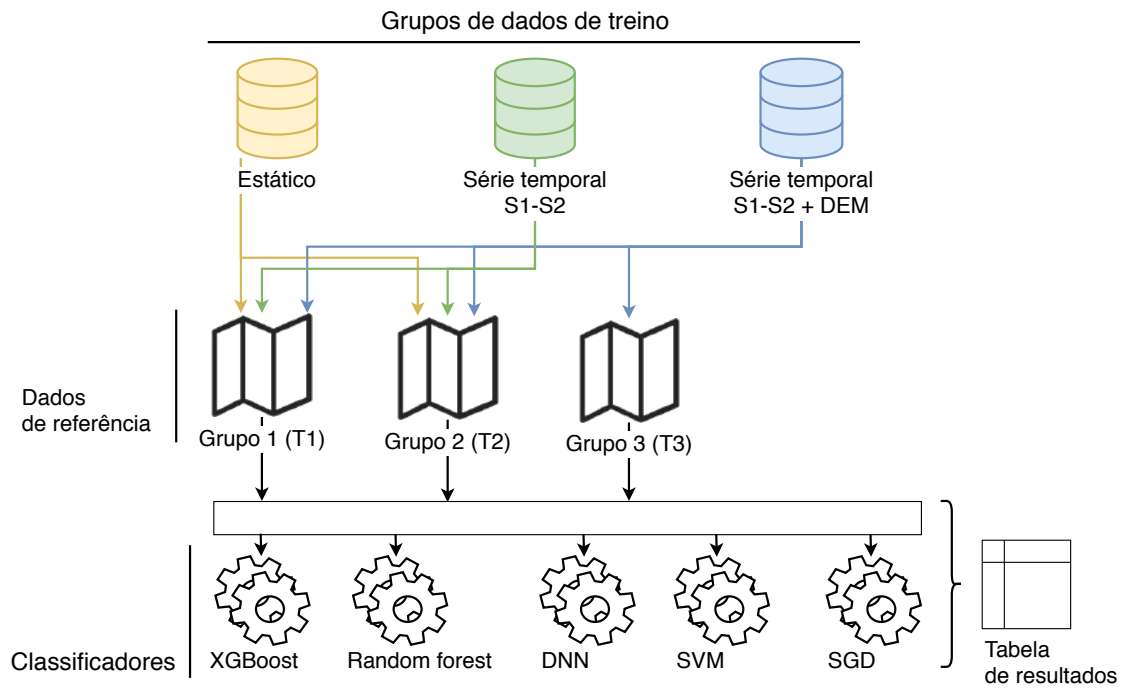 Grupos de dados de treino
Estático
Série temporal
S1-S2
Série temporal
S1-S2 + DEM
Dados
de referência
Grupo 1 (T1)
Grupo 2 (T2)
Grupo 3 (T3)
Classificadores
XGBoost
Random forest
DNN
SVM
SGD
Tabela
de resultados